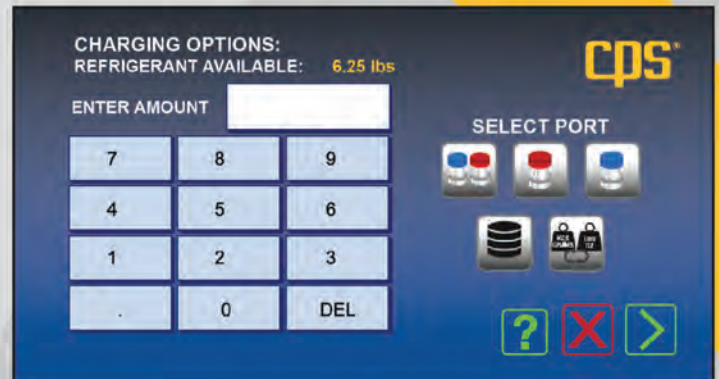 CHARGING OPTIONS:
REFRIGERANT AVAILABLE: 6.25 lbs
cps®
ENTER AMOUNT
SELECT PORT
7 8 9
4 5 6
1 2 3
. 0 DEL
?